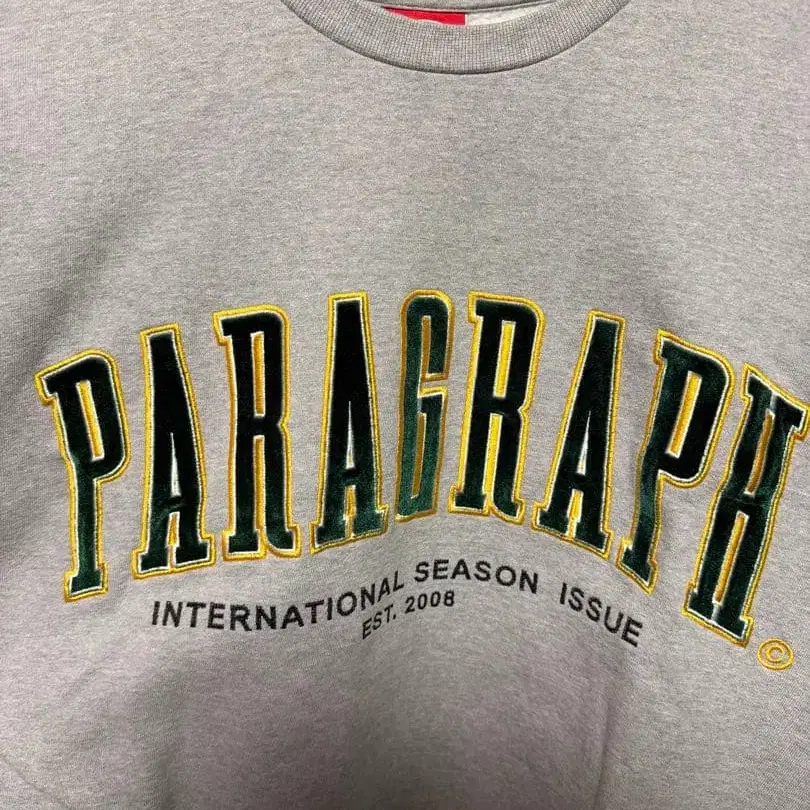 PARAGRAPH©
INTERNATIONAL SEASON ISSUE
EST. 2008